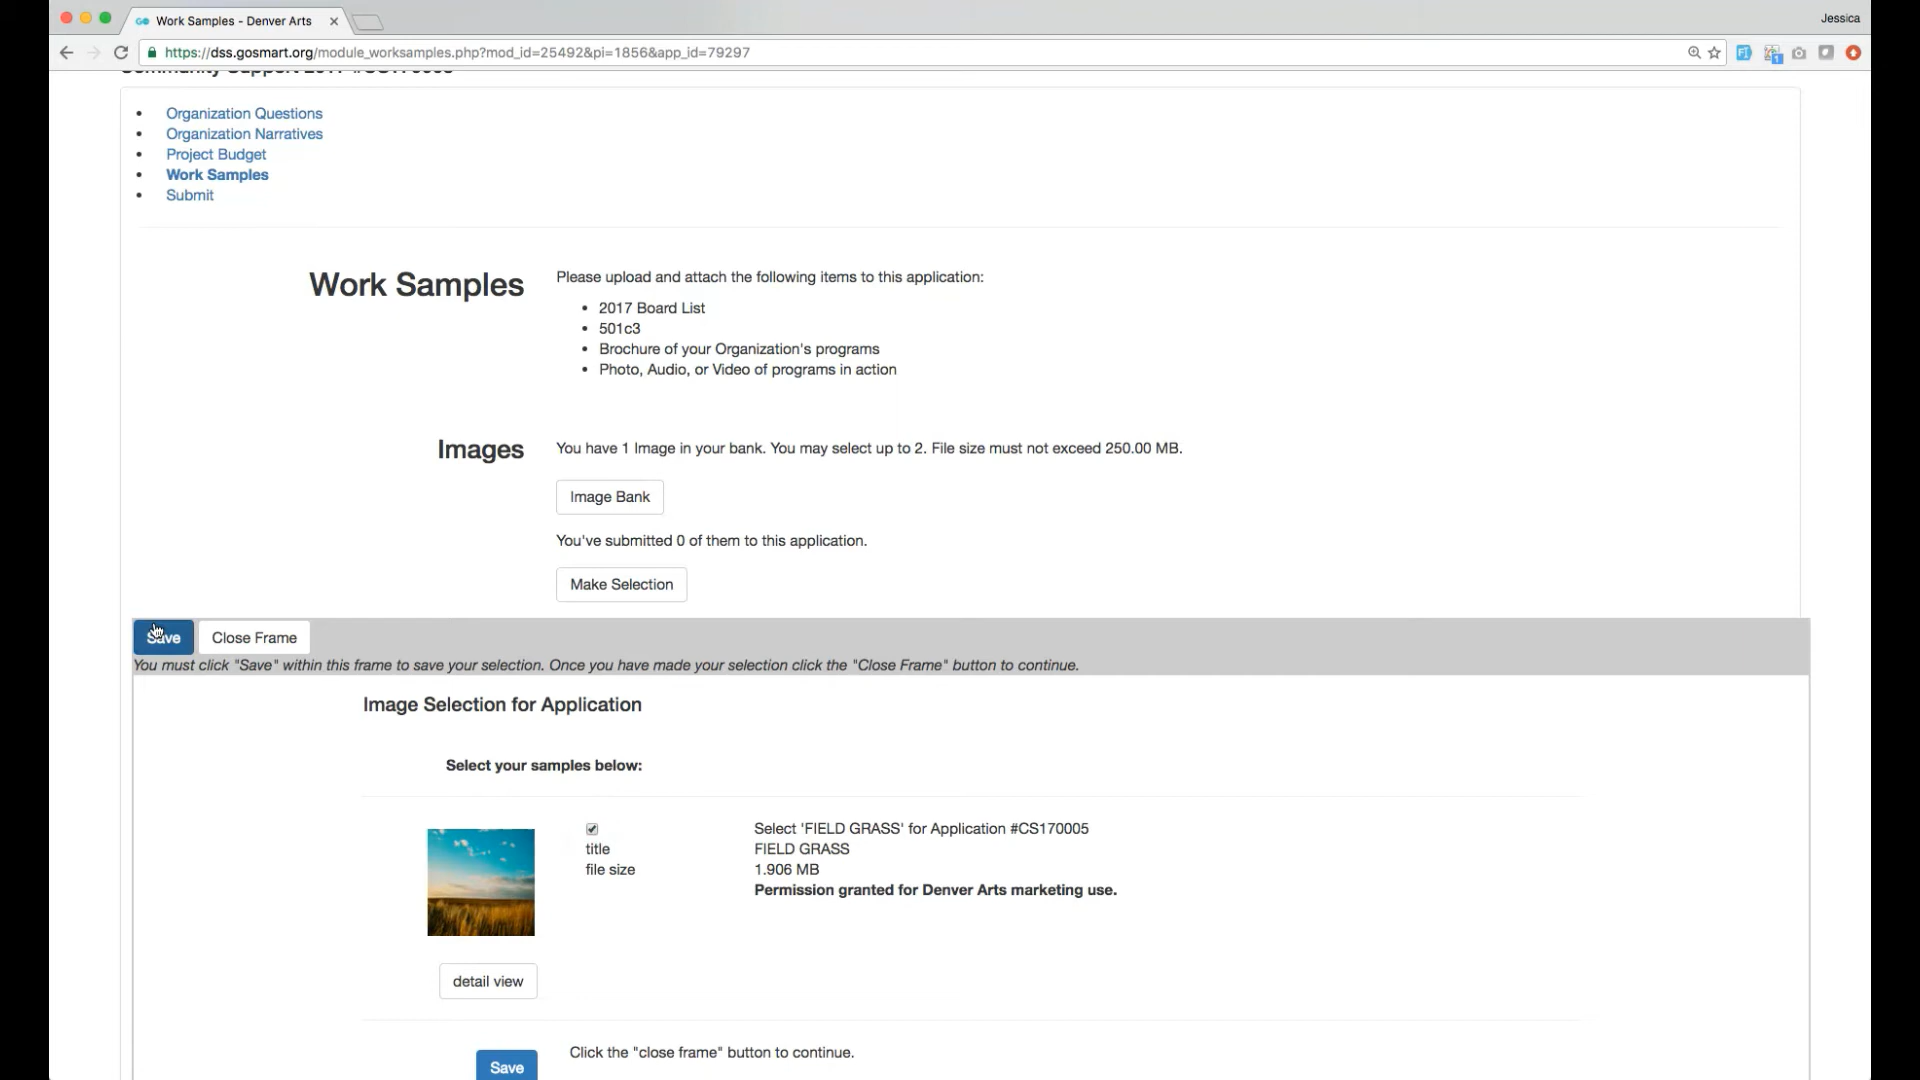 Work Samples - Denver Arts
Jessica
https://dss.gosmart.org/module_worksamples.php?mod_id=25492&pi=1856&app_id=79297
Organization Questions
Organization Narratives
Project Budget
Work Samples
Submit
Work Samples
Please upload and attach the following items to this application:
2017 Board List
501c3
Brochure of your Organization's programs
Photo, Audio, or Video of programs in action
Images
You have 1 Image in your bank. You may select up to 2. File size must not exceed 250.00 MB.
Image Bank
You've submitted 0 of them to this application.
Make Selection
Save
Close Frame
You must click "Save" within this frame to save your selection. Once you have made your selection click the "Close Frame" button to continue.
Image Selection for Application
Select your samples below:
Select 'FIELD GRASS' for Application #CS170005
title FIELD GRASS
file size 1.906 MB
Permission granted for Denver Arts marketing use.
detail view
Click the "close frame" button to continue.
Save